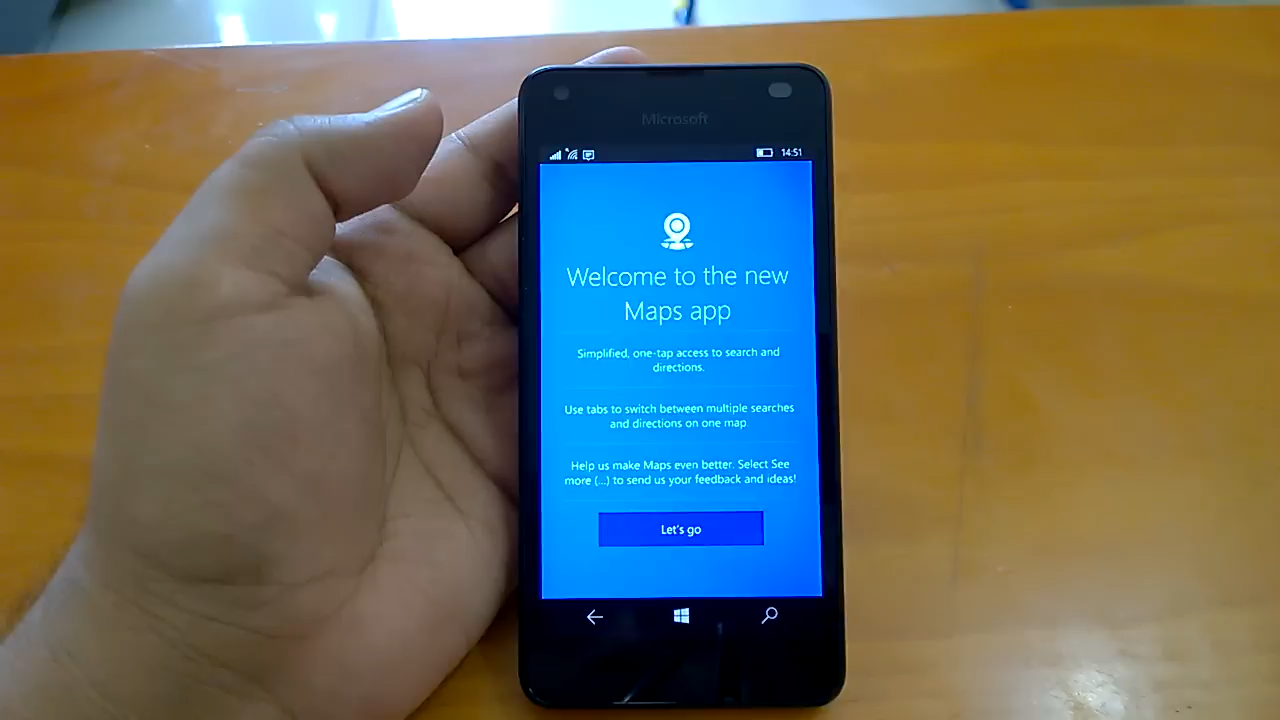 Microsoft
14:51
Welcome to the new
Maps app
Simplified, one-tap access to search and
directions.
Use tabs to switch between multiple searches
and directions on one map.
Help us make Maps even better. Select See
more (...) to send us your feedback and ideas!
Let's go